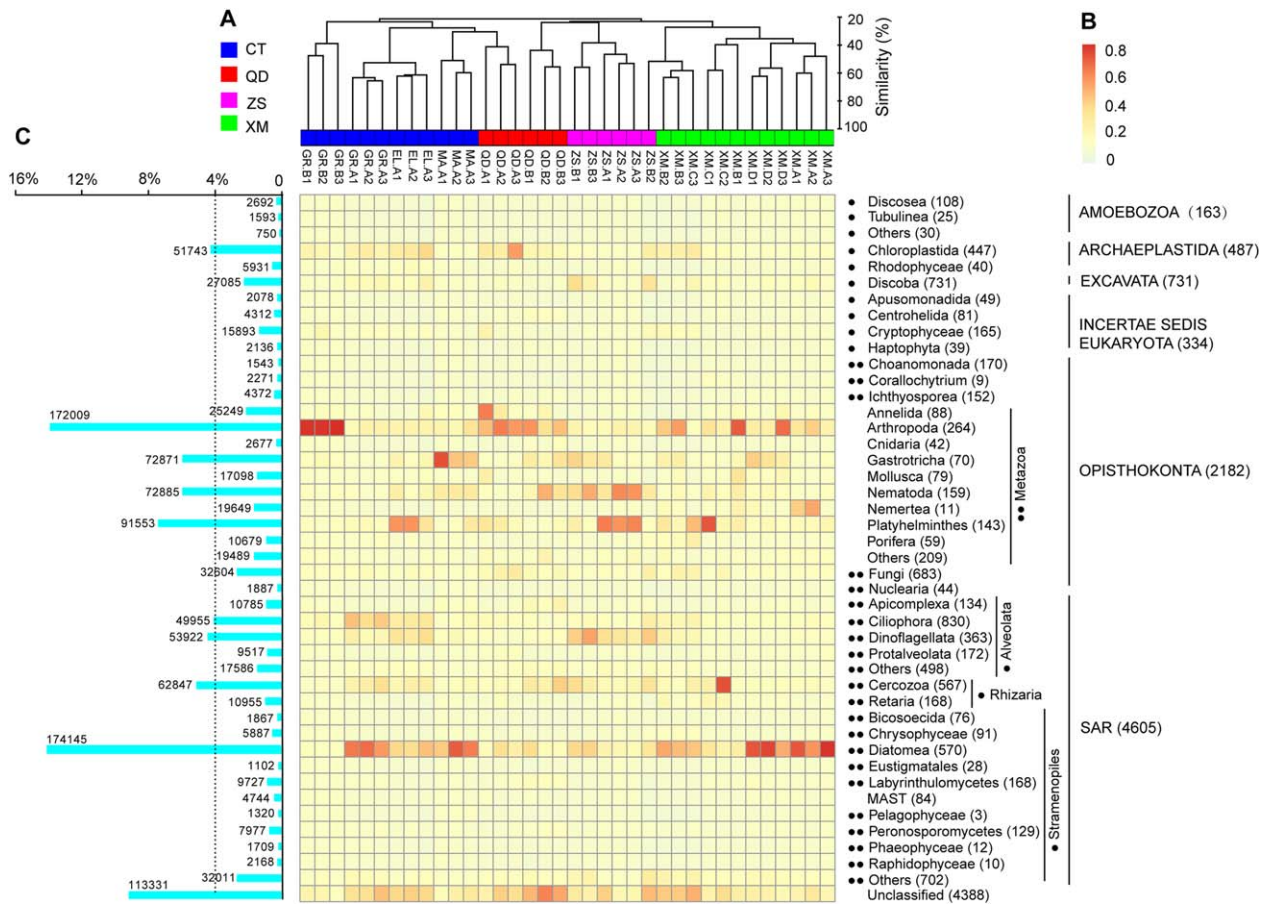 A
B
C
CT
QD
ZS
XM
20
40
60
80
100
Similarity (%)
0.8
0.6
0.4
0.2
0
GR.B1
GR.B2
GR.B3
GR.A1
GR.A2
GR.A3
EL.A1
EL.A2
EL.A3
MA.A1
MA.A2
MA.A3
QD.A1
QD.A2
QD.A3
QD.B1
QD.B2
QD.B3
ZS.B1
ZS.B3
ZS.A1
ZS.A2
ZS.A3
ZS.B2
XM.B2
XM.B3
XM.C3
XM.C1
XM.C2
XM.B1
XM.D1
XM.D2
XM.D3
XM.A1
XM.A2
XM.A3
16% 12% 8% 4% 0
2692 ● Discosea (108)
1593 ● Tubulinea (25)
750 ● Others (30)
51743 ● Chloroplastida (447)
5931 ● Rhodophyceae (40)
27085 ● Discoba (731)
2078 ● Apusomonadida (49)
4312 ● Centrohelida (81)
15893 ● Cryptophyceae (165)
2136 ● Haptophyta (39)
1543 ●● Choanomonada (170)
2271 ●● Corallochytrium (9)
4372 ●● Ichthyosporea (152)
25249 Annelida (88)
172009 Arthropoda (264)
2677 Cnidaria (42)
72871 Gastrotricha (70)
17098 Mollusca (79)
72885 Nematoda (159)
19649 Nemertea (11)
91553 Platyhelminthes (143)
10679 Porifera (59)
19489 Others (209)
32604 ●● Fungi (683)
1887 ●● Nuclearia (44)
10785 ●● Apicomplexa (134)
49955 ●● Ciliophora (830)
53922 ●● Dinoflagellata (363)
9517 ●● Protalveolata (172)
17586 ●● Others (498)
62847 ●● Cercozoa (567)
10955 ●● Retaria (168)
1867 ●● Bicosoecida (76)
5887 ●● Chrysophyceae (91)
174145 ●● Diatomea (570)
1102 ●● Eustigmatales (28)
9727 ●● Labyrinthulomycetes (168)
4744 MAST (84)
1320 ●● Pelagophyceae (3)
7977 ●● Peronosporomycetes (129)
1709 ●● Phaeophyceae (12)
2168 ●● Raphidophyceae (10)
32011 ●● Others (702)
113331 Unclassified (4388)
●● Metazoa
● Alveolata
● Rhizaria
● Stramenopiles
AMOEBOZOA (163)
ARCHAEPLASTIDA (487)
EXCAVATA (731)
INCERTAE SEDIS
EUKARYOTA (334)
OPISTHOKONTA (2182)
SAR (4605)